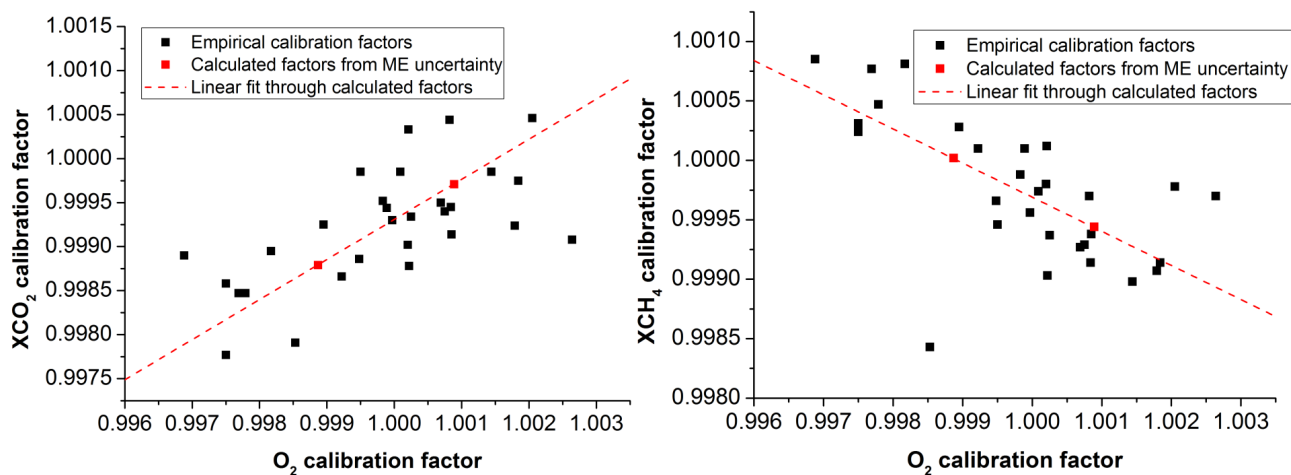 1.0015
1.0010
1.0005
1.0000
0.9995
0.9990
0.9985
0.9980
0.9975
XCO₂ calibration factor
Empirical calibration factors
Calculated factors from ME uncertainty
Linear fit through calculated factors
0.996 0.997 0.998 0.999 1.000 1.001 1.002 1.003
O₂ calibration factor
1.0010
1.0005
1.0000
0.9995
0.9990
0.9985
0.9980
XCH₄ calibration factor
Empirical calibration factors
Calculated factors from ME uncertainty
Linear fit through calculated factors
0.996 0.997 0.998 0.999 1.000 1.001 1.002 1.003
O₂ calibration factor